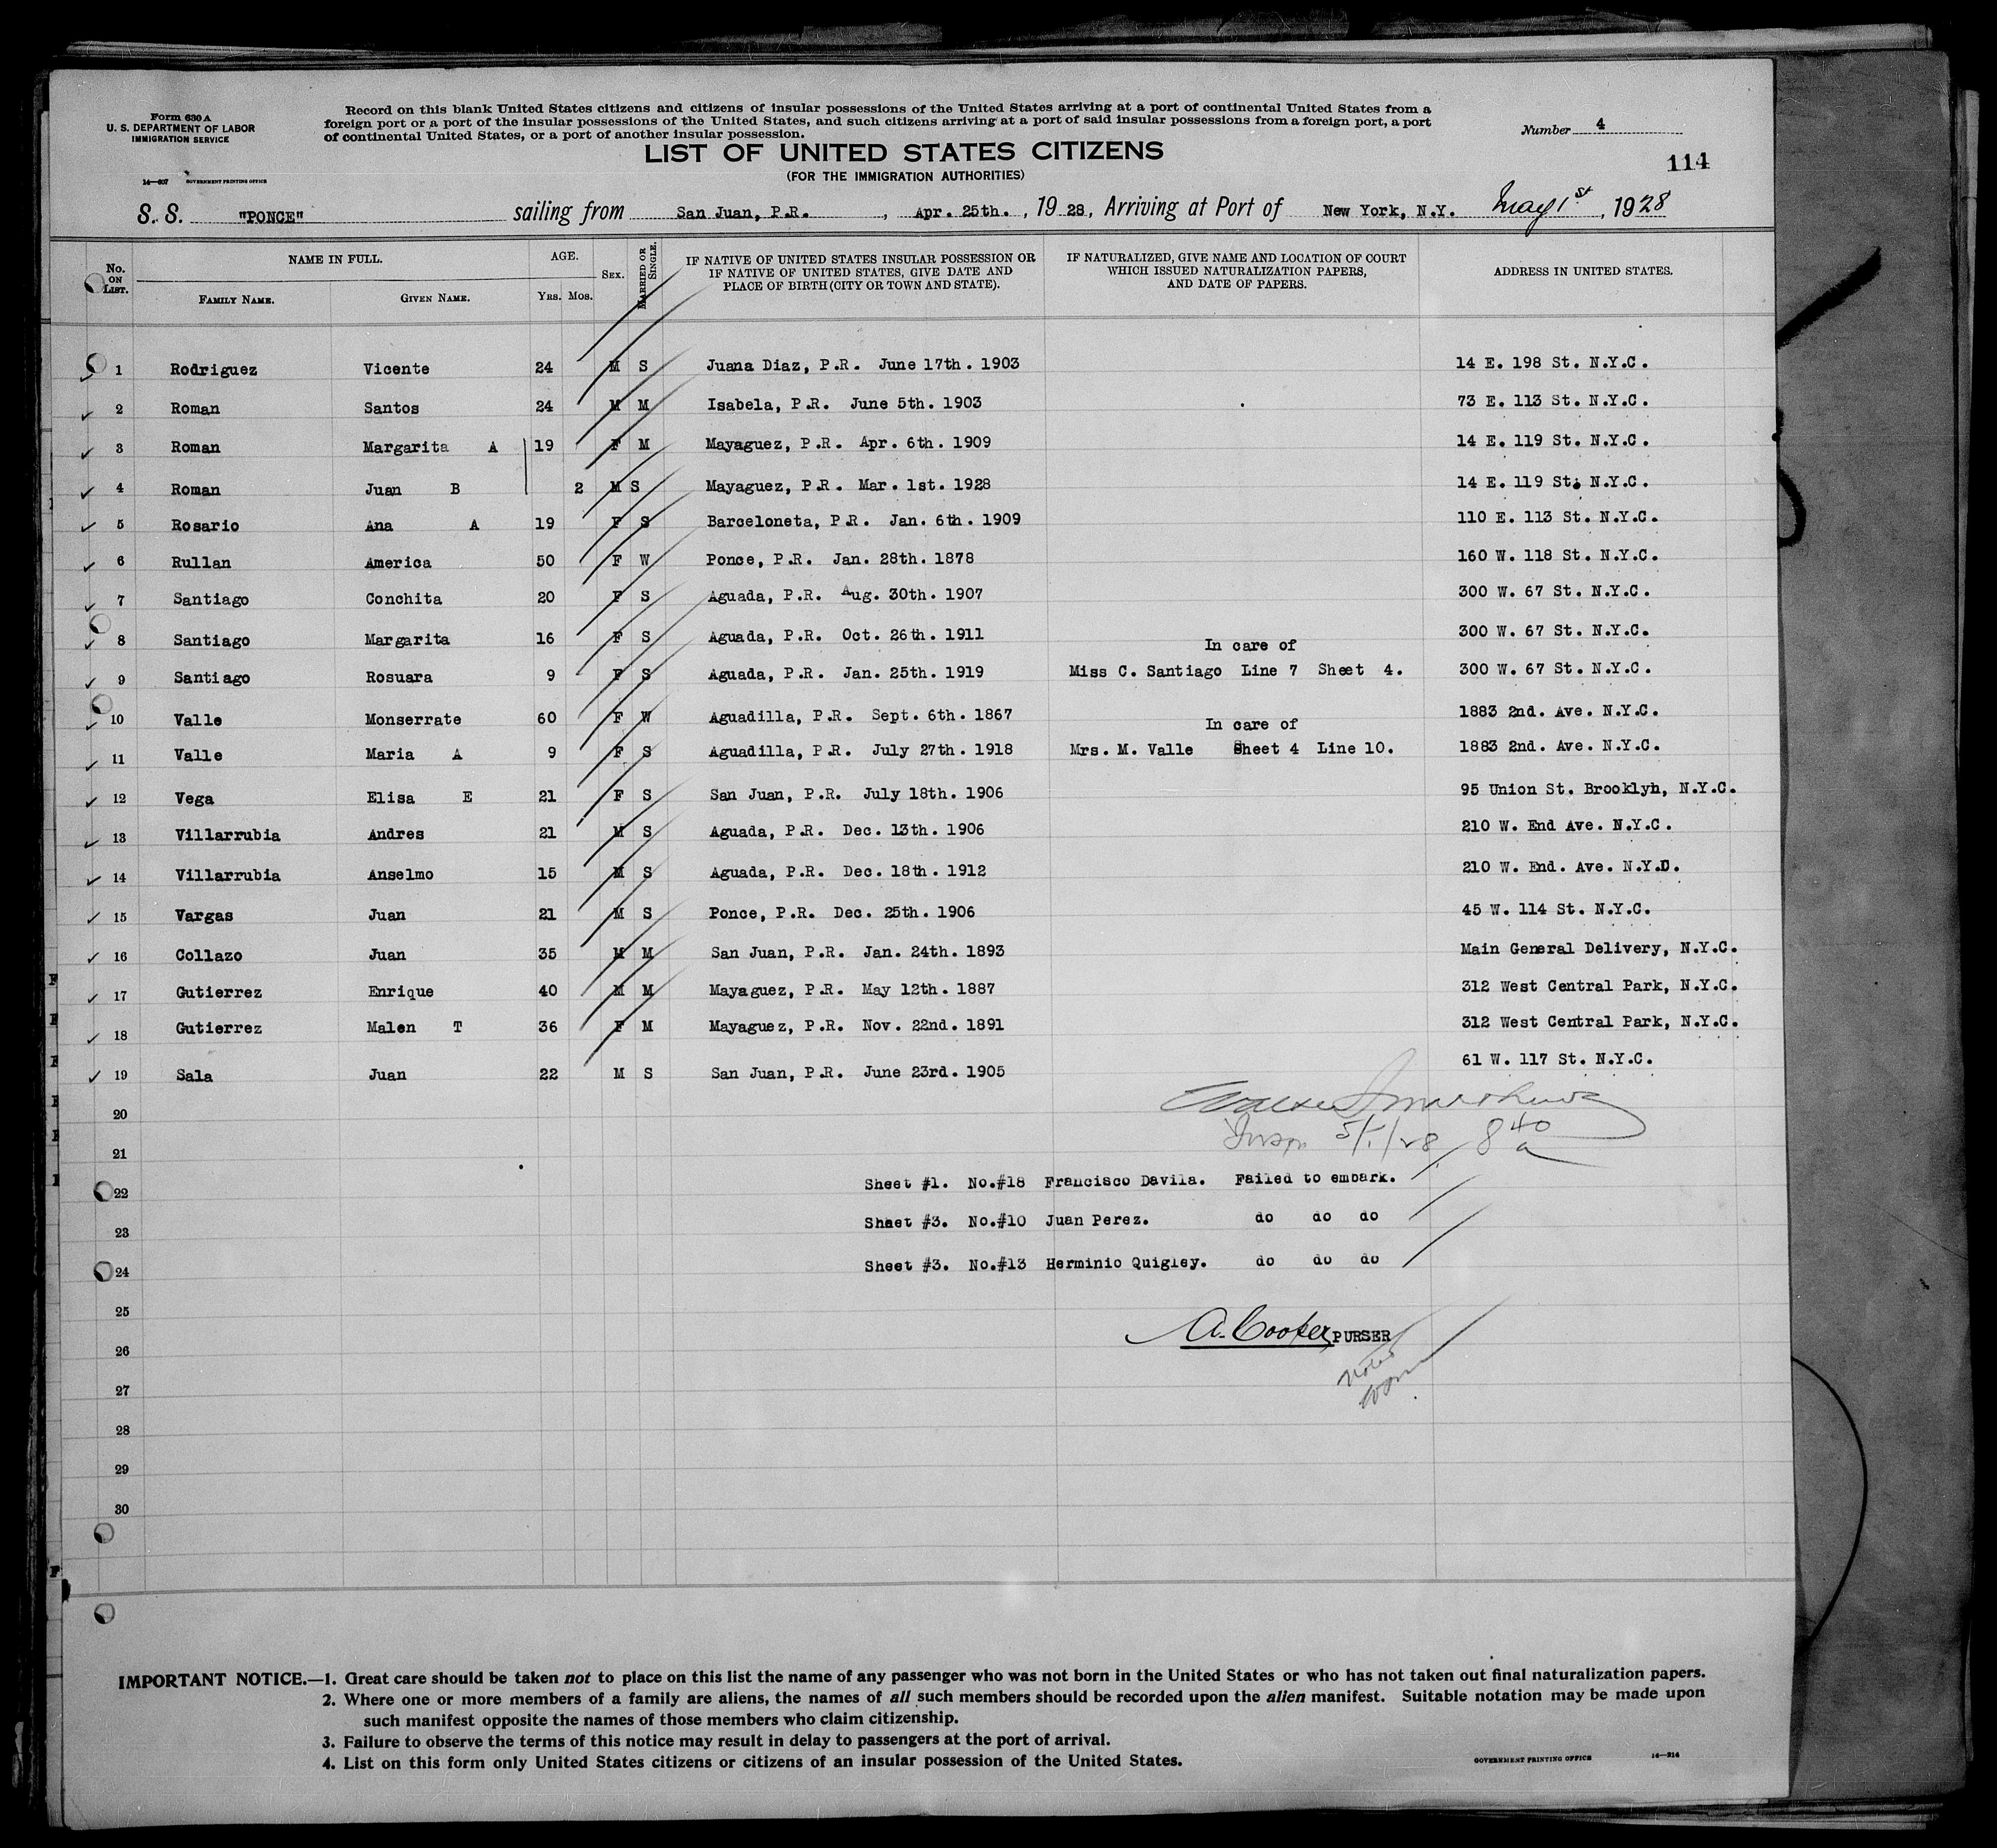 Form 630 A
U. S. DEPARTMENT OF LABOR
IMMIGRATION SERVICE
14—607 GOVERNMENT PRINTING OFFICE
Record on this blank United States citizens and citizens of insular possessions of the United States arriving at a port of continental United States from a
foreign port or a port of the insular possessions of the United States, and such citizens arriving at a port of said insular possessions from a foreign port, a port
of continental United States, or a port of another insular possession.
Number 4
LIST OF UNITED STATES CITIZENS
114
(FOR THE IMMIGRATION AUTHORITIES)
S. S. "PONCE" sailing from San Juan, P.R. , Apr. 25th. , 19 28, Arriving at Port of New York, N.Y. May 1st , 1928
No. ON LIST. NAME IN FULL. FAMILY NAME. GIVEN NAME. AGE. YRS. MOS. SEX. MARRIED OR SINGLE. IF NATIVE OF UNITED STATES INSULAR POSSESSION OR IF NATIVE OF UNITED STATES, GIVE DATE AND PLACE OF BIRTH (CITY OR TOWN AND STATE). IF NATURALIZED, GIVE NAME AND LOCATION OF COURT WHICH ISSUED NATURALIZATION PAPERS, AND DATE OF PAPERS. ADDRESS IN UNITED STATES.
1 Rodriguez Vicente 24 M S Juana Diaz, P.R. June 17th. 1903 14 E. 198 St. N.Y.C.
2 Roman Santos 24 M M Isabela, P.R. June 5th. 1903 73 E. 113 St. N.Y.C.
3 Roman Margarita A 19 F M Mayaguez, P.R. Apr. 6th. 1909 14 E. 119 St. N.Y.C.
4 Roman Juan B 2 M S Mayaguez, P.R. Mar. 1st. 1928 14 E. 119 St. N.Y.C.
5 Rosario Ana A 19 F S Barceloneta, P.R. Jan. 6th. 1909 110 E. 113 St. N.Y.C.
6 Rullan America 50 F W Ponce, P.R. Jan. 28th. 1878 160 W. 118 St. N.Y.C.
7 Santiago Conchita 20 F S Aguada, P.R. Aug. 30th. 1907 300 W. 67 St. N.Y.C.
8 Santiago Margarita 16 F S Aguada, P.R. Oct. 26th. 1911 300 W. 67 St. N.Y.C.
In care of
9 Santiago Rosuara 9 F S Aguada, P.R. Jan. 25th. 1919 Miss C. Santiago Line 7 Sheet 4. 300 W. 67 St. N.Y.C.
10 Valle Monserrate 60 F W Aguadilla, P.R. Sept. 6th. 1867 1883 2nd. Ave. N.Y.C.
In care of
11 Valle Maria A 9 F S Aguadilla, P.R. July 27th. 1918 Mrs. M. Valle Sheet 4 Line 10. 1883 2nd. Ave. N.Y.C.
12 Vega Elisa E 21 F S San Juan, P.R. July 18th. 1906 95 Union St. Brooklyh, N.Y.C.
13 Villarrubia Andres 21 M S Aguada, P.R. Dec. 13th. 1906 210 W. End Ave. N.Y.C.
14 Villarrubia Anselmo 15 M S Aguada, P.R. Dec. 18th. 1912 210 W. End. Ave. N.Y.C.
15 Vargas Juan 21 M S Ponce, P.R. Dec. 25th. 1906 45 W. 114 St. N.Y.C.
16 Collazo Juan 35 M M San Juan, P.R. Jan. 24th. 1893 Main General Delivery, N.Y.C.
17 Gutierrez Enrique 40 M M Mayaguez, P.R. May 12th. 1887 312 West Central Park, N.Y.C.
18 Gutierrez Malen T 36 F M Mayaguez, P.R. Nov. 22nd. 1891 312 West Central Park, N.Y.C.
19 Sala Juan 22 M S San Juan, P.R. June 23rd. 1905 61 W. 117 St. N.Y.C.
20
5/1/28 8 40 a
21
22 Sheet #1. No.#18 Francisco Davila. Failed to embark.
23 Sheet #3. No.#10 Juan Perez. do do do
24 Sheet #3. No.#13 Herminio Quigley. do do do
25
A. Cooper PURSER
26
27
28
29
30
IMPORTANT NOTICE.—1. Great care should be taken not to place on this list the name of any passenger who was not born in the United States or who has not taken out final naturalization papers.
2. Where one or more members of a family are aliens, the names of all such members should be recorded upon the alien manifest. Suitable notation may be made upon
such manifest opposite the names of those members who claim citizenship.
3. Failure to observe the terms of this notice may result in delay to passengers at the port of arrival.
4. List on this form only United States citizens or citizens of an insular possession of the United States.
GOVERNMENT PRINTING OFFICE 14—314